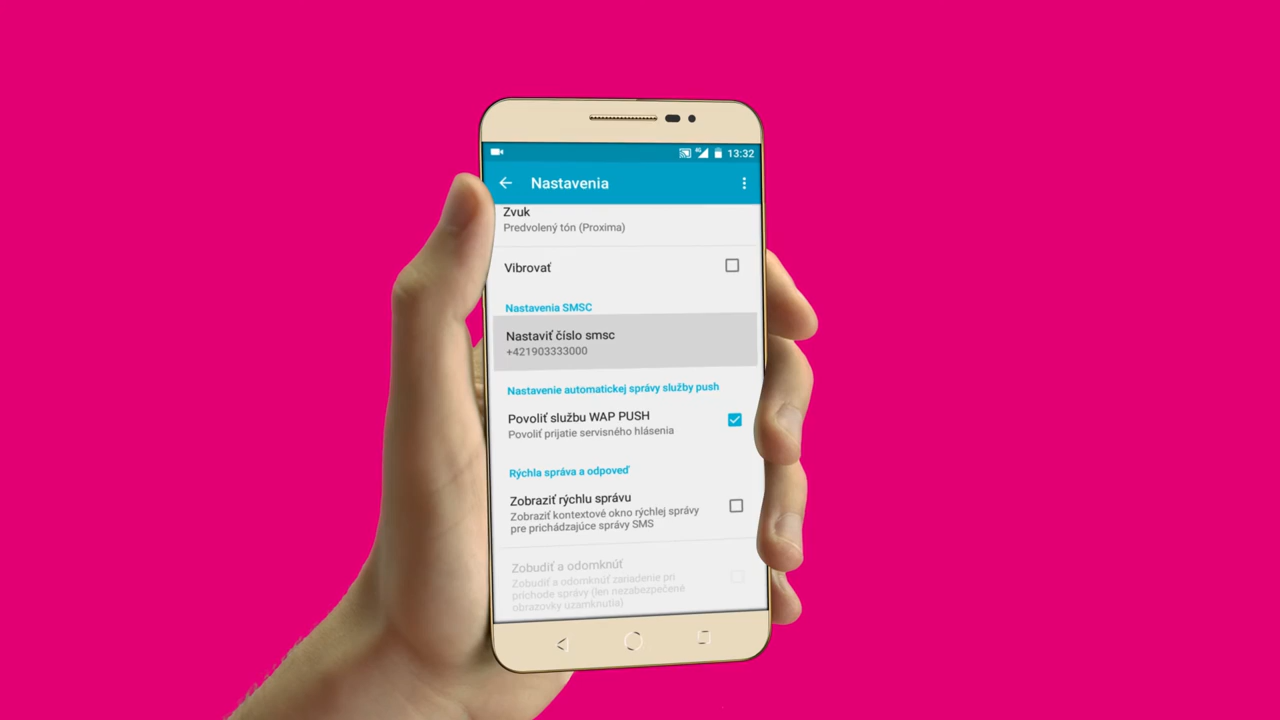 4G 13:32
Nastavenia
Zvuk
Predvolený tón (Proxima)
Vibrovať
Nastavenia SMSC
Nastaviť číslo smsc
+421903333000
Nastavenie automatickej správy služby push
Povoliť službu WAP PUSH
Povoliť prijatie servisného hlásenia
Rýchla správa a odpoveď
Zobraziť rýchlu správu
Zobraziť kontextové okno rýchlej správy
pre prichádzajúce správy SMS
Zobudiť a odomknúť
Zobudiť a odomknúť zariadenie pri
príchode správy (len nezabezpečené
obrazovky uzamknutia)